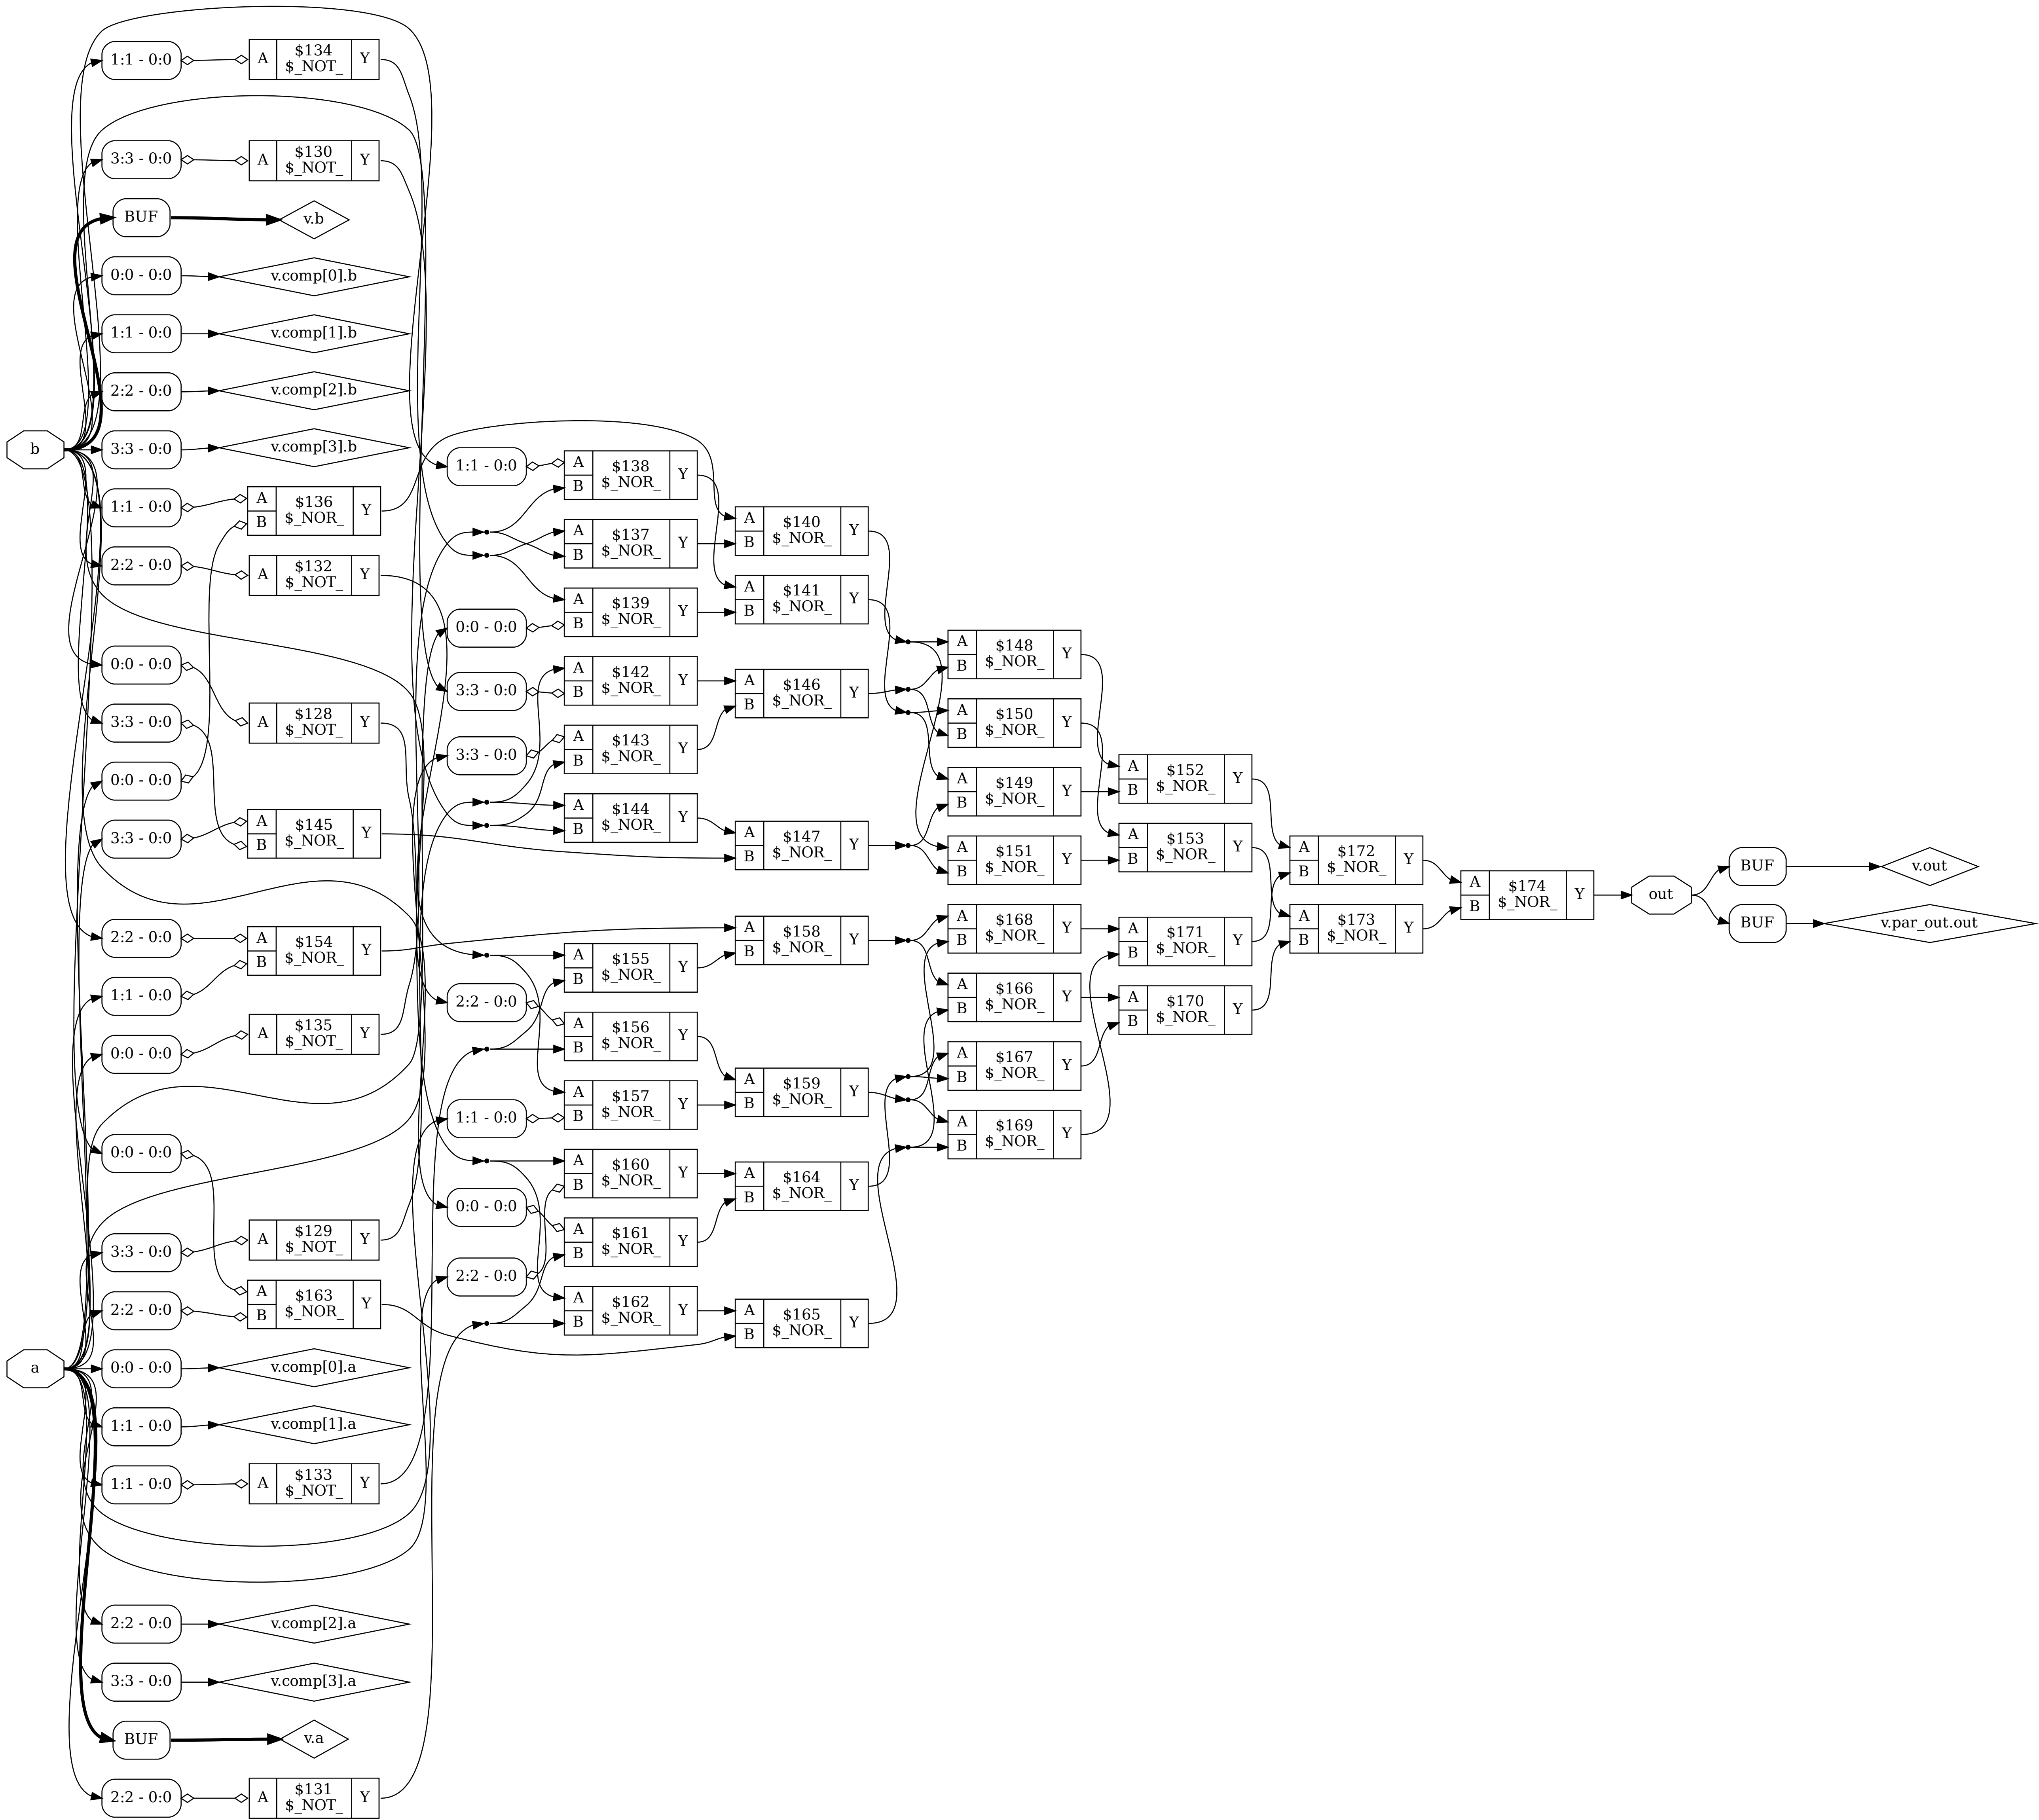 1:1 - 0:0
A
$134
$_NOT_
Y
3:3 - 0:0
A
$130
$_NOT_
Y
BUF
v.b
0:0 - 0:0
v.comp[0].b
1:1 - 0:0
v.comp[1].b
2:2 - 0:0
v.comp[2].b
b
3:3 - 0:0
v.comp[3].b
1:1 - 0:0
A
B
$136
$_NOR_
Y
2:2 - 0:0
A
$132
$_NOT_
Y
0:0 - 0:0
A
$128
$_NOT_
Y
3:3 - 0:0
0:0 - 0:0
3:3 - 0:0
A
B
$145
$_NOR_
Y
2:2 - 0:0
A
B
$154
$_NOR_
Y
1:1 - 0:0
0:0 - 0:0
A
$135
$_NOT_
Y
0:0 - 0:0
3:3 - 0:0
A
$129
$_NOT_
Y
2:2 - 0:0
A
B
$163
$_NOR_
Y
a
0:0 - 0:0
v.comp[0].a
1:1 - 0:0
v.comp[1].a
1:1 - 0:0
A
$133
$_NOT_
Y
2:2 - 0:0
v.comp[2].a
3:3 - 0:0
v.comp[3].a
BUF
v.a
2:2 - 0:0
A
$131
$_NOT_
Y
1:1 - 0:0
A
B
$138
$_NOR_
Y
A
B
$137
$_NOR_
Y
0:0 - 0:0
A
B
$139
$_NOR_
Y
3:3 - 0:0
A
B
$142
$_NOR_
Y
3:3 - 0:0
A
B
$143
$_NOR_
Y
A
B
$144
$_NOR_
Y
A
B
$155
$_NOR_
Y
2:2 - 0:0
A
B
$156
$_NOR_
Y
1:1 - 0:0
A
B
$157
$_NOR_
Y
A
B
$160
$_NOR_
Y
0:0 - 0:0
A
B
$161
$_NOR_
Y
2:2 - 0:0
A
B
$162
$_NOR_
Y
A
B
$140
$_NOR_
Y
A
B
$141
$_NOR_
Y
A
B
$146
$_NOR_
Y
A
B
$147
$_NOR_
Y
A
B
$158
$_NOR_
Y
A
B
$159
$_NOR_
Y
A
B
$164
$_NOR_
Y
A
B
$165
$_NOR_
Y
A
B
$148
$_NOR_
Y
A
B
$150
$_NOR_
Y
A
B
$149
$_NOR_
Y
A
B
$151
$_NOR_
Y
A
B
$168
$_NOR_
Y
A
B
$166
$_NOR_
Y
A
B
$167
$_NOR_
Y
A
B
$169
$_NOR_
Y
A
B
$152
$_NOR_
Y
A
B
$153
$_NOR_
Y
A
B
$171
$_NOR_
Y
A
B
$170
$_NOR_
Y
A
B
$172
$_NOR_
Y
A
B
$173
$_NOR_
Y
A
B
$174
$_NOR_
Y
out
BUF
v.out
BUF
v.par_out.out